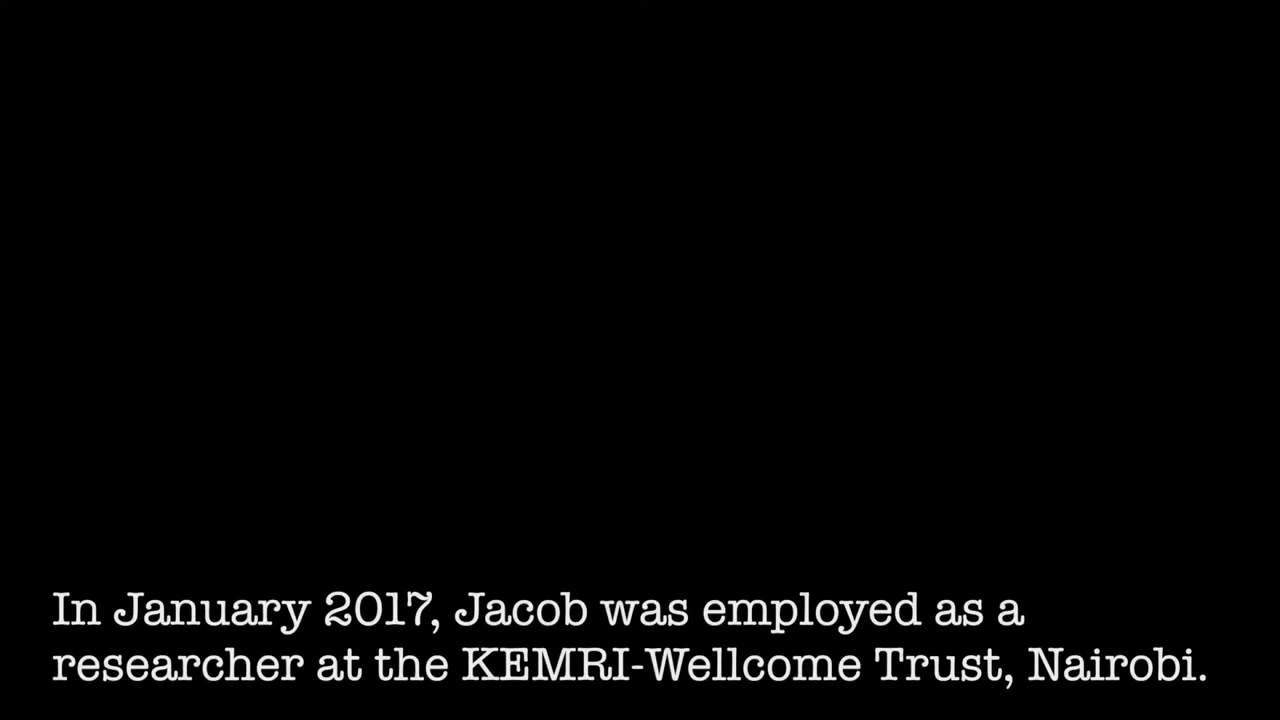 In January 2017, Jacob was employed as a
researcher at the KEMRI-Wellcome Trust, Nairobi.